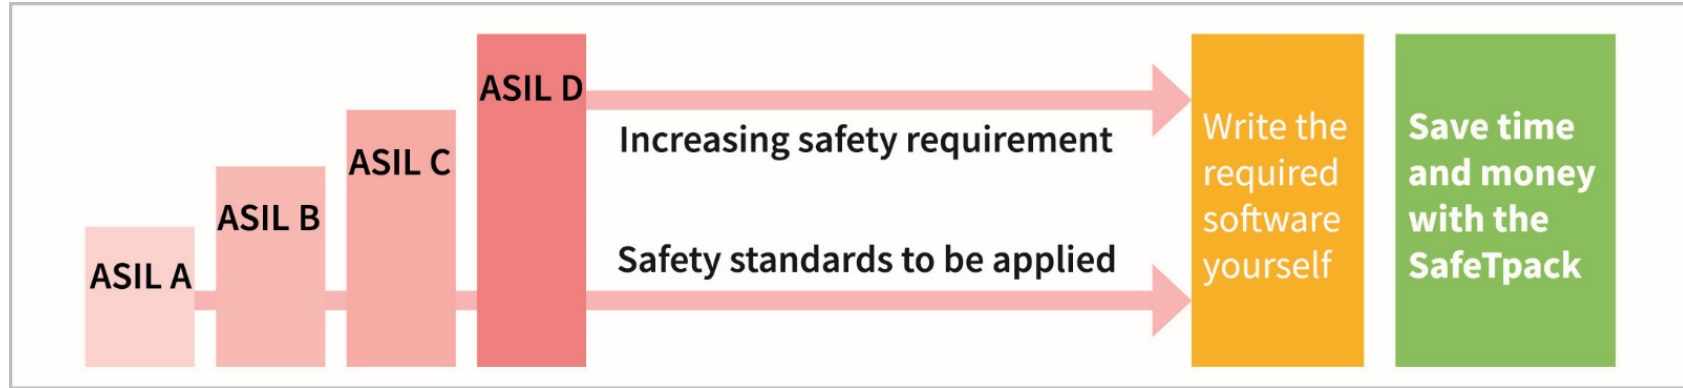 ASIL A
ASIL B
ASIL C
ASIL D
Increasing safety requirement
Safety standards to be applied
Write the
required
software
yourself
Save time
and money
with the
SafeTpack